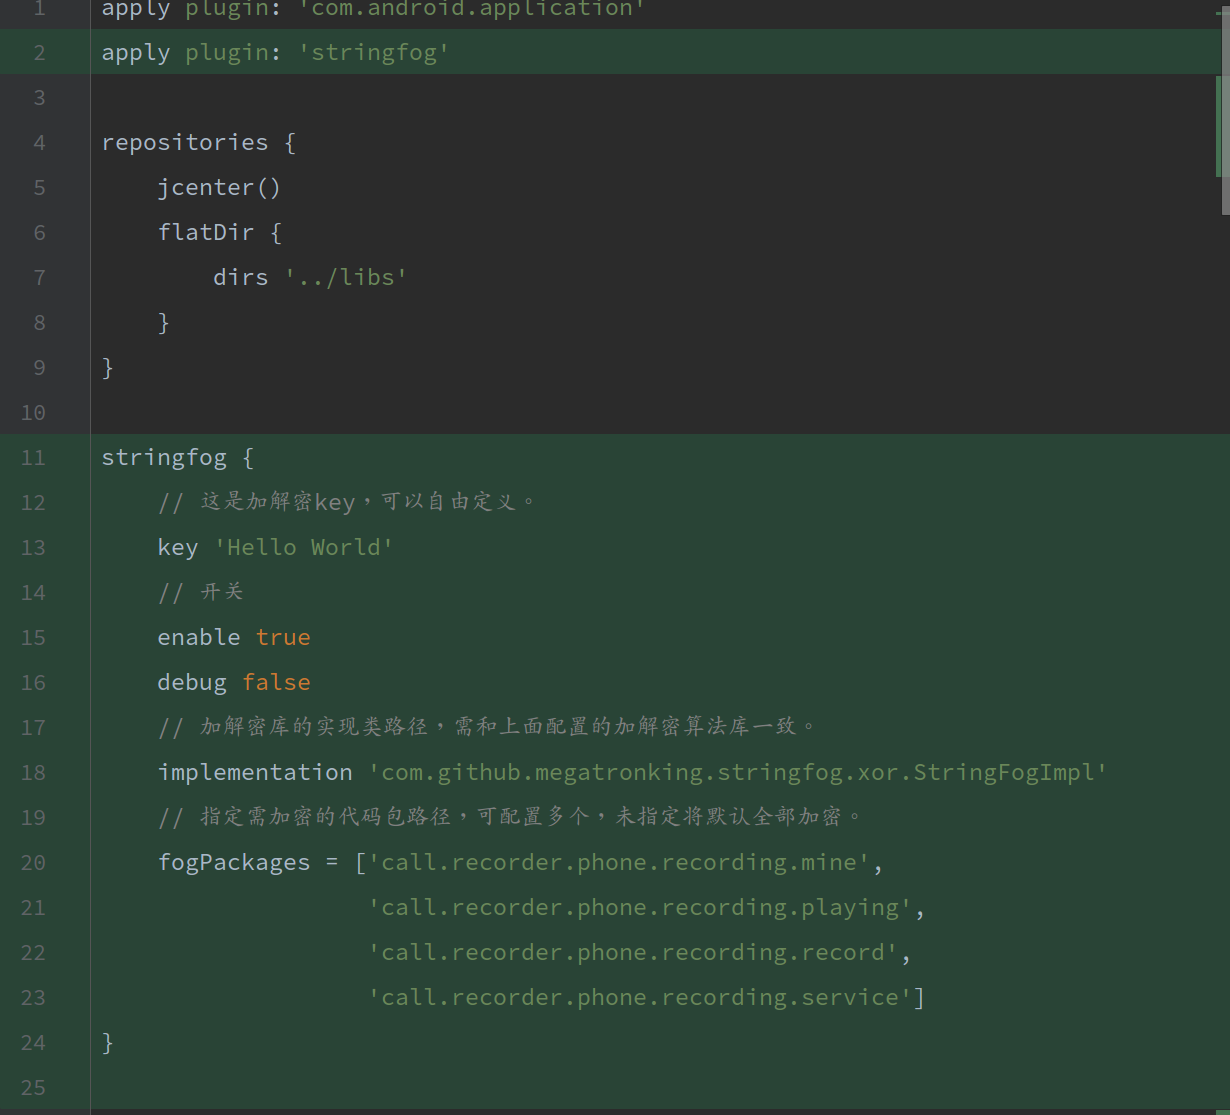 1 apply plugin: 'com.android.application'
2 apply plugin: 'stringfog'
3
4 repositories {
5     jcenter()
6     flatDir {
7         dirs '../libs'
8     }
9 }
10
11 stringfog {
12     // 这是加解密key，可以自由定义。
13     key 'Hello World'
14     // 开关
15     enable true
16     debug false
17     // 加解密库的实现类路径，需和上面配置的加解密算法库一致。
18     implementation 'com.github.megatronking.stringfog.xor.StringFogImpl'
19     // 指定需加密的代码包路径，可配置多个，未指定将默认全部加密。
20     fogPackages = ['call.recorder.phone.recording.mine',
21                    'call.recorder.phone.recording.playing',
22                    'call.recorder.phone.recording.record',
23                    'call.recorder.phone.recording.service']
24 }
25